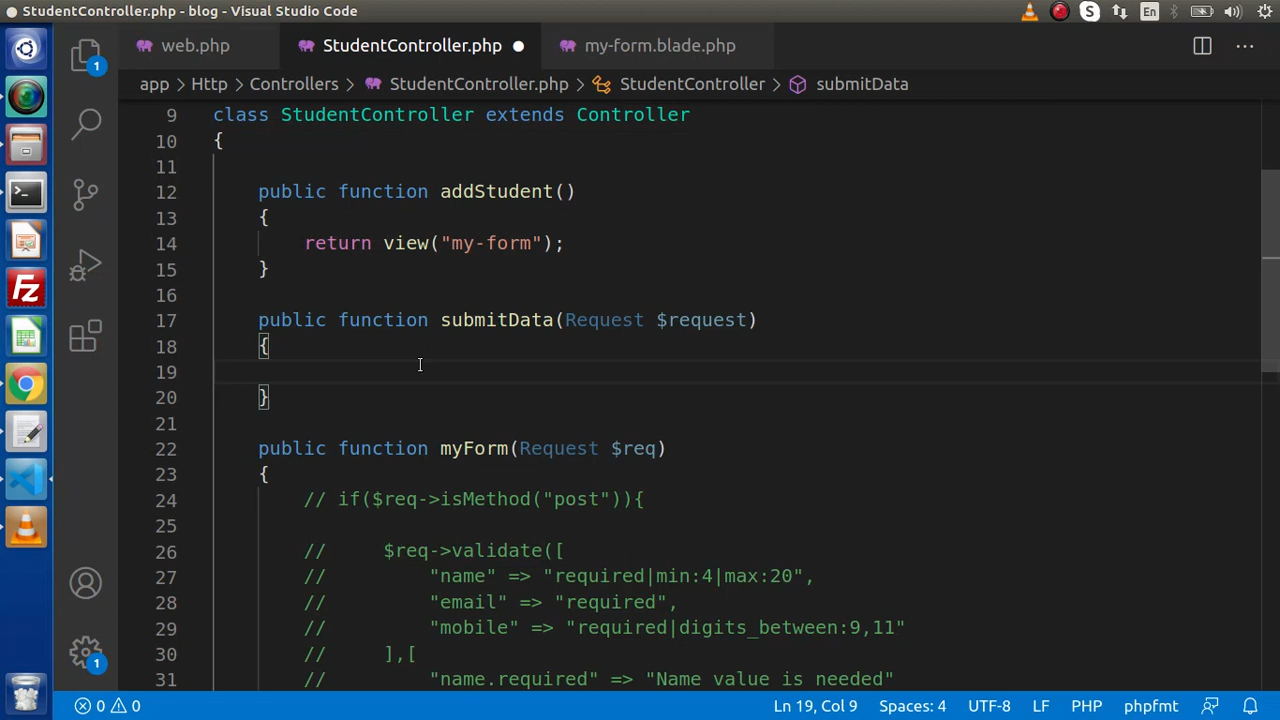 StudentController.php - blog - Visual Studio Code
S
En
1
web.php
StudentController.php
my-form.blade.php
app > Http > Controllers > StudentController.php > StudentController > submitData
9 class StudentController extends Controller
10 {
11
12 public function addStudent()
13 {
14 return view("my-form");
15 }
16
17 public function submitData(Request $request)
18 {
19
20 }
21
22 public function myForm(Request $req)
23 {
24 // if($req->isMethod("post")){
25
26 // $req->validate([
27 // "name" => "required|min:4|max:20",
28 // "email" => "required",
29 // "mobile" => "required|digits_between:9,11"
30 // ],[
31 // "name.required" => "Name value is needed"
FZ
1
0 0
Ln 19, Col 9 Spaces: 4 UTF-8 LF PHP phpfmt